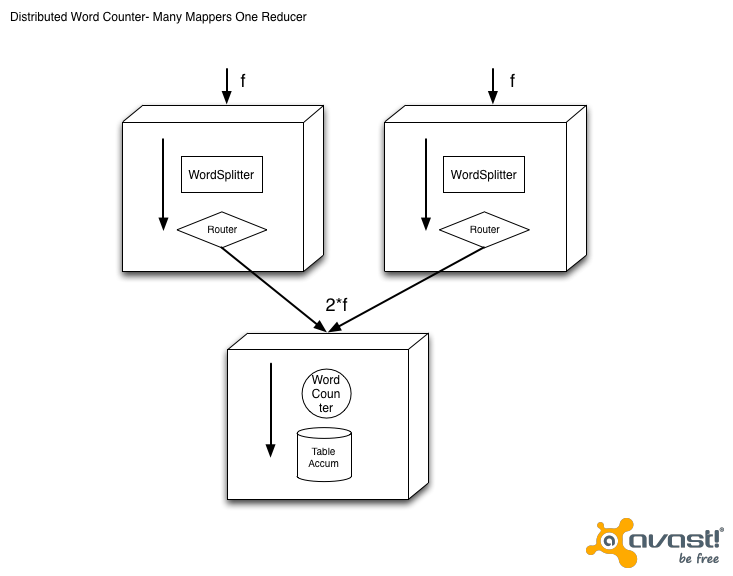 Distributed Word Counter- Many Mappers One Reducer
f
f
WordSplitter
WordSplitter
Router
Router
2*f
Word
Coun
ter
Table
Accum
avast!®
be free